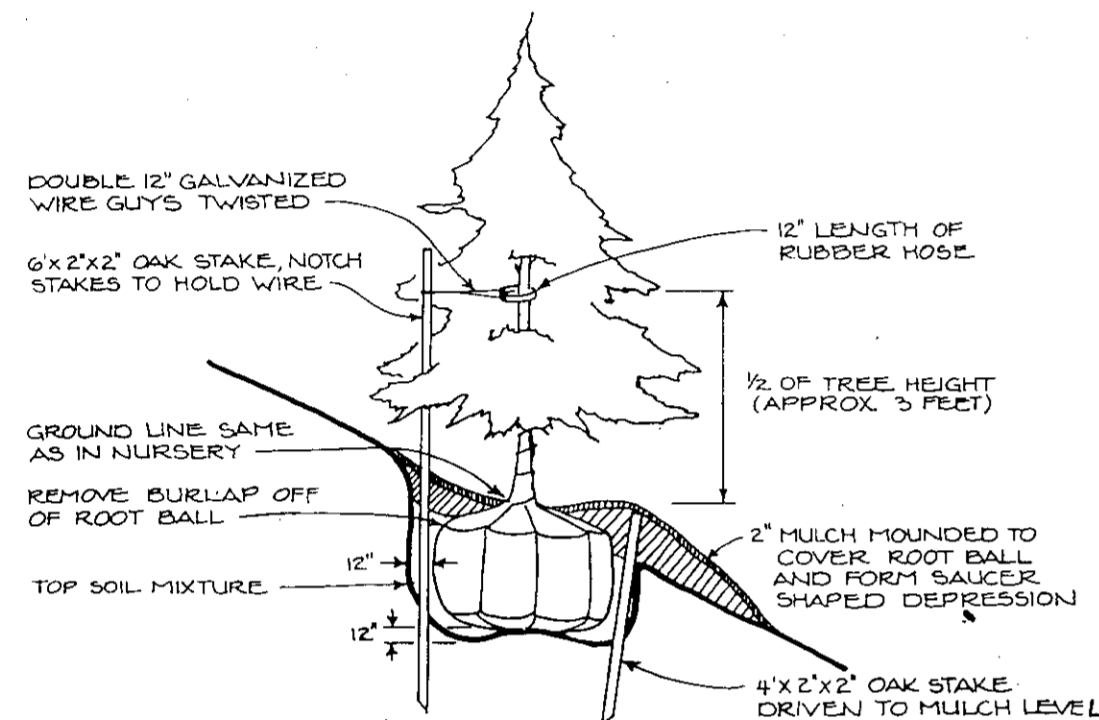 DOUBLE 12" GALVANIZED
WIRE GUYS TWISTED
6'x 2"x2" OAK STAKE, NOTCH
STAKES TO HOLD WIRE
12" LENGTH OF
RUBBER HOSE
1/2 OF TREE HEIGHT
(APPROX. 3 FEET)
GROUND LINE SAME
AS IN NURSERY
REMOVE BURLAP OFF
OF ROOT BALL
12"
TOP SOIL MIXTURE
12"
2" MULCH MOUNDED TO
COVER ROOT BALL
AND FORM SAUCER
SHAPED DEPRESSION
4'x 2"x 2" OAK STAKE
DRIVEN TO MULCH LEVEL